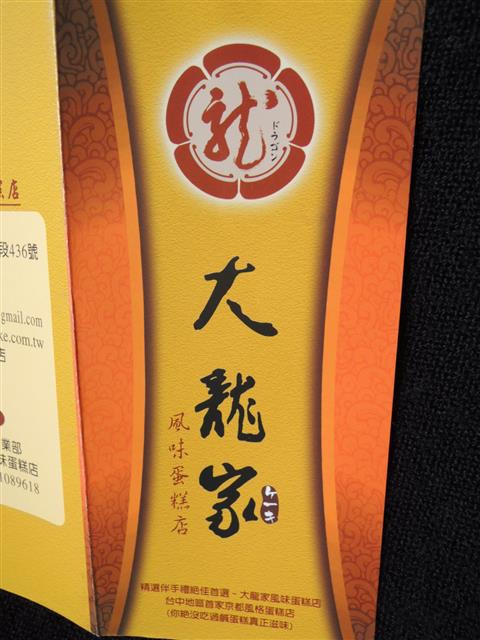 龍
ドラゴン
大龍家
風味蛋糕店
ケーキ
精選伴手禮絕佳首選~大龍家風味蛋糕店
台中地區首家京都風格蛋糕店
(你絕沒吃過鹹蛋糕真正滋味)
店
段436號
gmail.com
ke.com.tw
店
業部
味蛋糕店
1089618